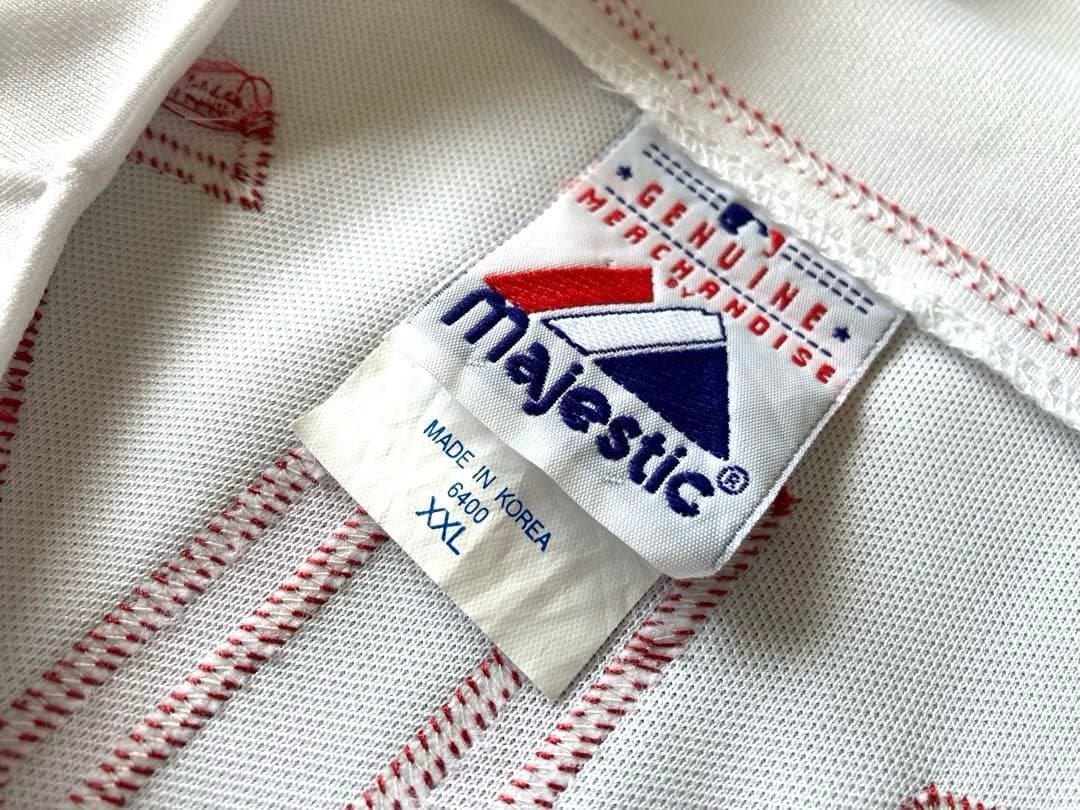 GENUINE
MERCHANDISE
majestic®
MADE IN KOREA
6400
XXL